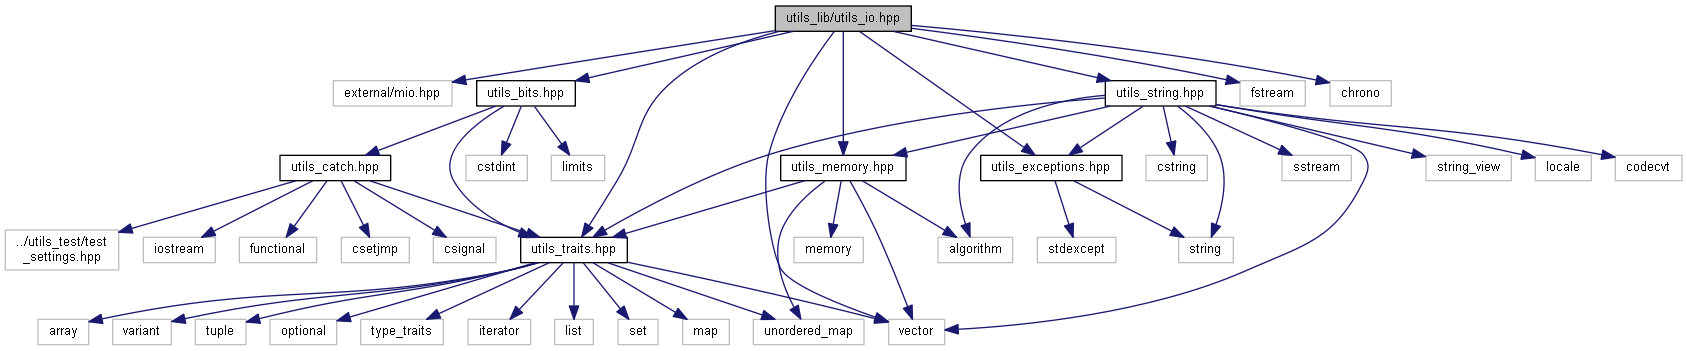 utils_lib/utils_io.hpp
external/mio.hpp
utils_bits.hpp
utils_string.hpp
fstream
chrono
utils_catch.hpp
cstdint
limits
utils_memory.hpp
utils_exceptions.hpp
cstring
sstream
string_view
locale
codecvt
../utils_test/test
_settings.hpp
iostream
functional
csetjmp
csignal
utils_traits.hpp
memory
algorithm
stdexcept
string
array
variant
tuple
optional
type_traits
iterator
list
set
map
unordered_map
vector